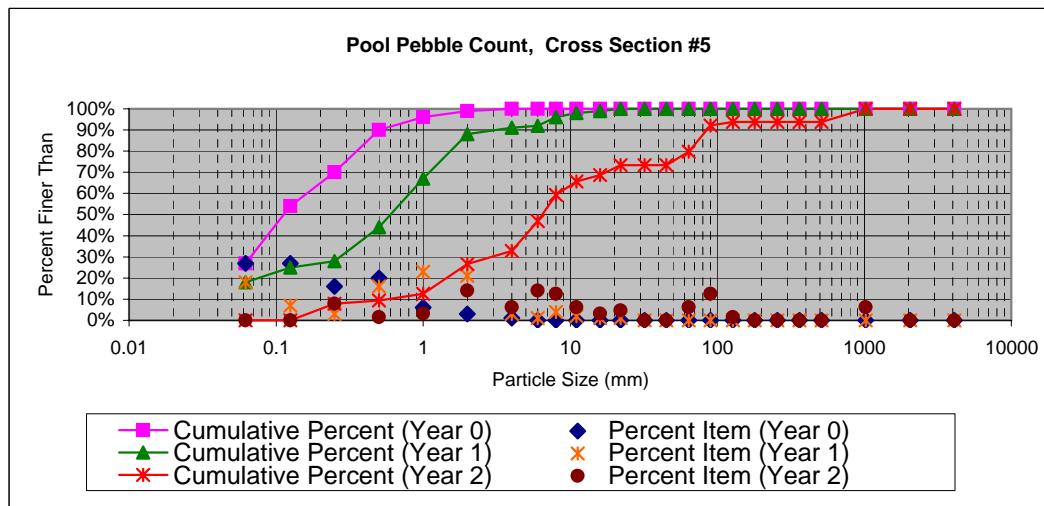 Pool Pebble Count,  Cross Section #5
Percent Finer Than
100%
90%
80%
70%
60%
50%
40%
30%
20%
10%
0%
0.01 0.1 1 10 100 1000 10000
Particle Size (mm)
Cumulative Percent (Year 0) Percent Item (Year 0)
Cumulative Percent (Year 1) Percent Item (Year 1)
Cumulative Percent (Year 2) Percent Item (Year 2)